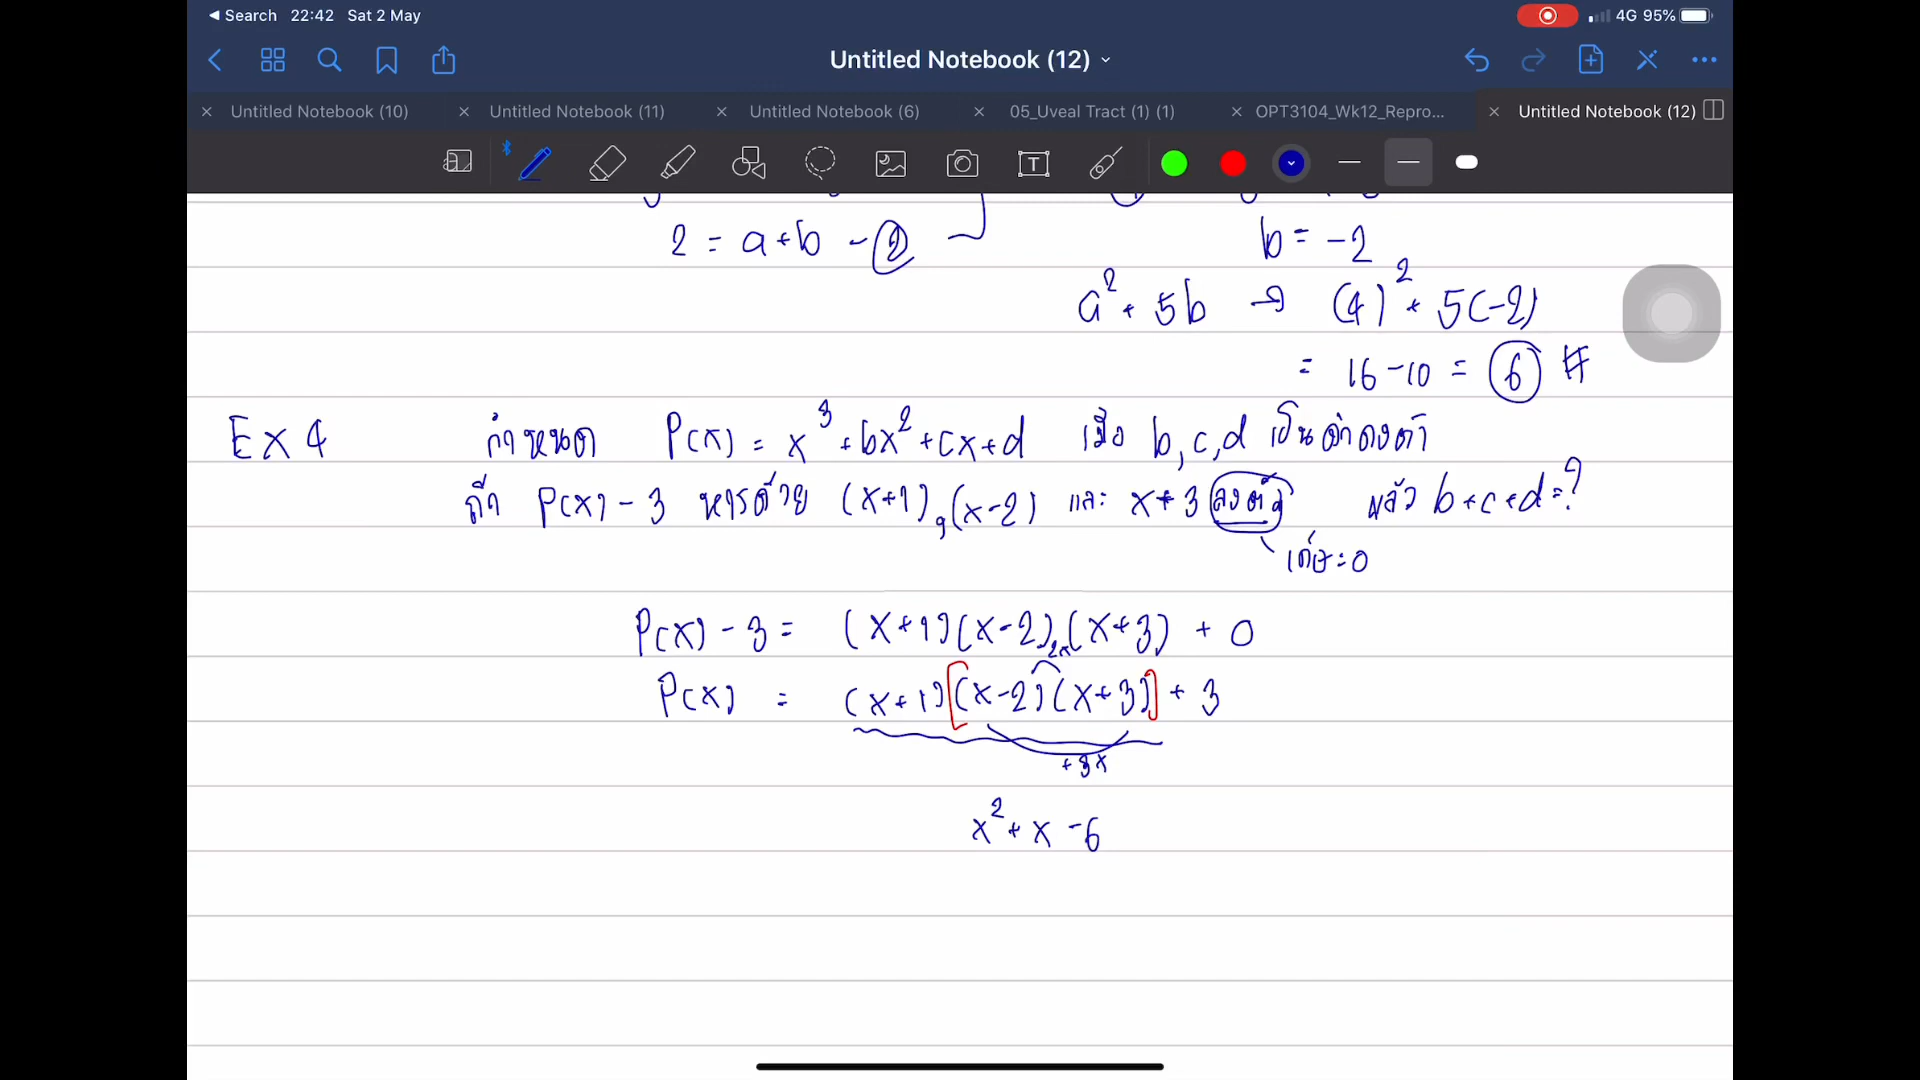 Search 22:42 Sat 2 May 4G 95%
Untitled Notebook (12)
Untitled Notebook (10) Untitled Notebook (11) Untitled Notebook (6) 05_Uveal Tract (1) (1) OPT3104_Wk12_Repro... Untitled Notebook (12)
2 = a+b -②
b = -2
a² + 5b → (4)² + 5(-2)
= 16-10 = 6 #
Ex 4 กำหนด P(x) = x³+bx²+cx+d เมื่อ b,c,d เป็นค่าคงตัว
ถ้า P(x) - 3 หารด้วย (x+1), (x-2) และ x+3 ลงตัว แล้ว b+c+d=?
เศษ=0
P(x) - 3 = (x+1)(x-2)(x+3) + 0
-2x
P(x) = (x+1)[(x-2)(x+3)] + 3
+3x
x² + x - 6